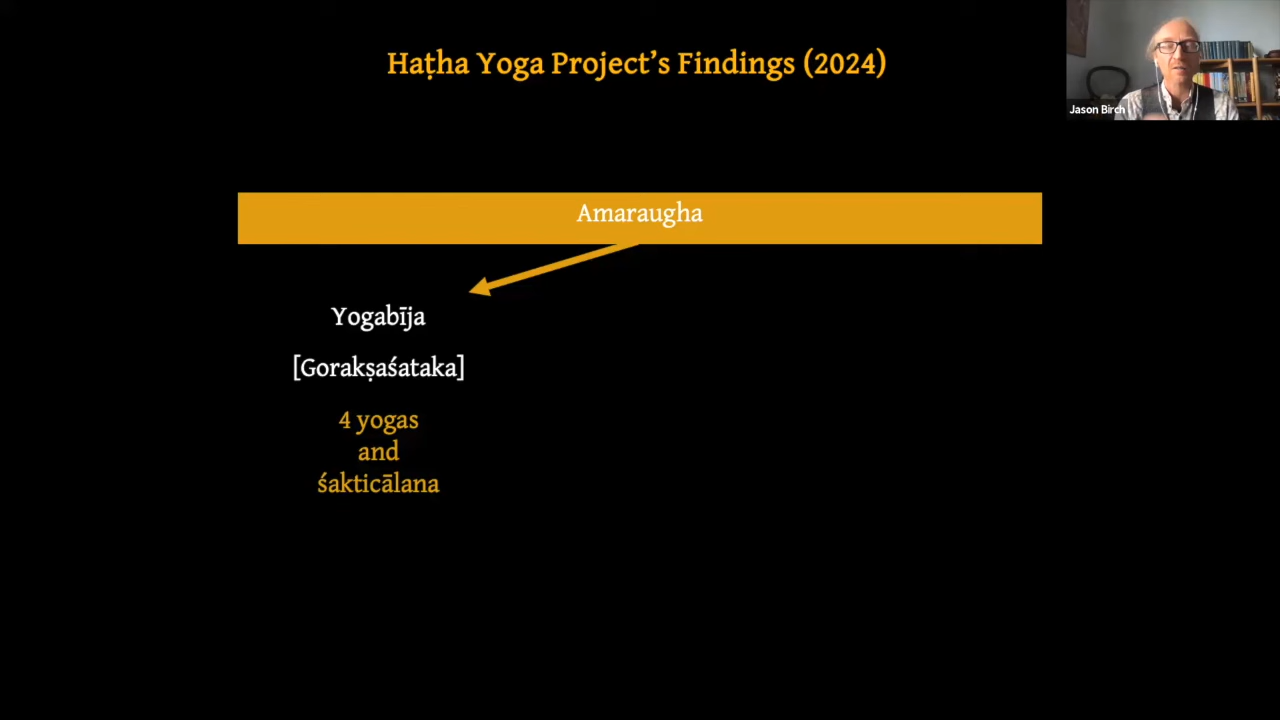 Haṭha Yoga Project’s Findings (2024)
Jason Birch
Amaraugha
Yogabīja
[Gorakṣaśataka]
4 yogas
and
śakticālana